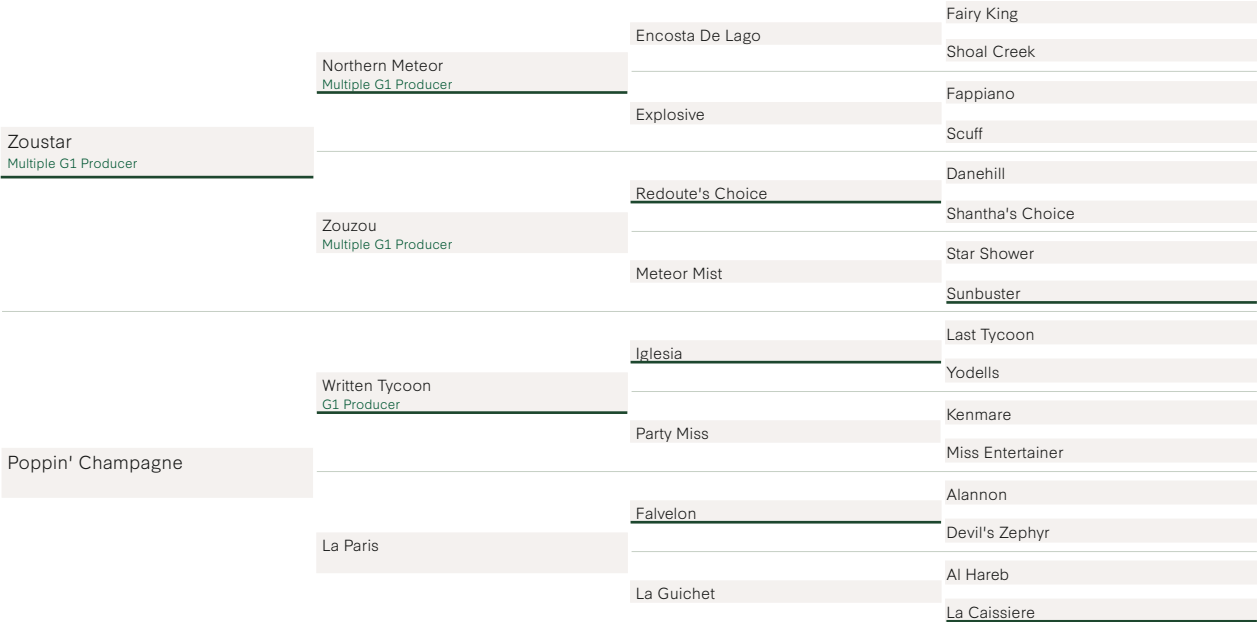 Zoustar
Multiple G1 Producer
Poppin' Champagne
Northern Meteor
Multiple G1 Producer
Zouzou
Multiple G1 Producer
Written Tycoon
G1 Producer
La Paris
Encosta De Lago
Explosive
Redoute's Choice
Meteor Mist
Iglesia
Party Miss
Falvelon
La Guichet
Fairy King
Shoal Creek
Fappiano
Scuff
Danehill
Shantha's Choice
Star Shower
Sunbuster
Last Tycoon
Yodells
Kenmare
Miss Entertainer
Alannon
Devil's Zephyr
Al Hareb
La Caissiere